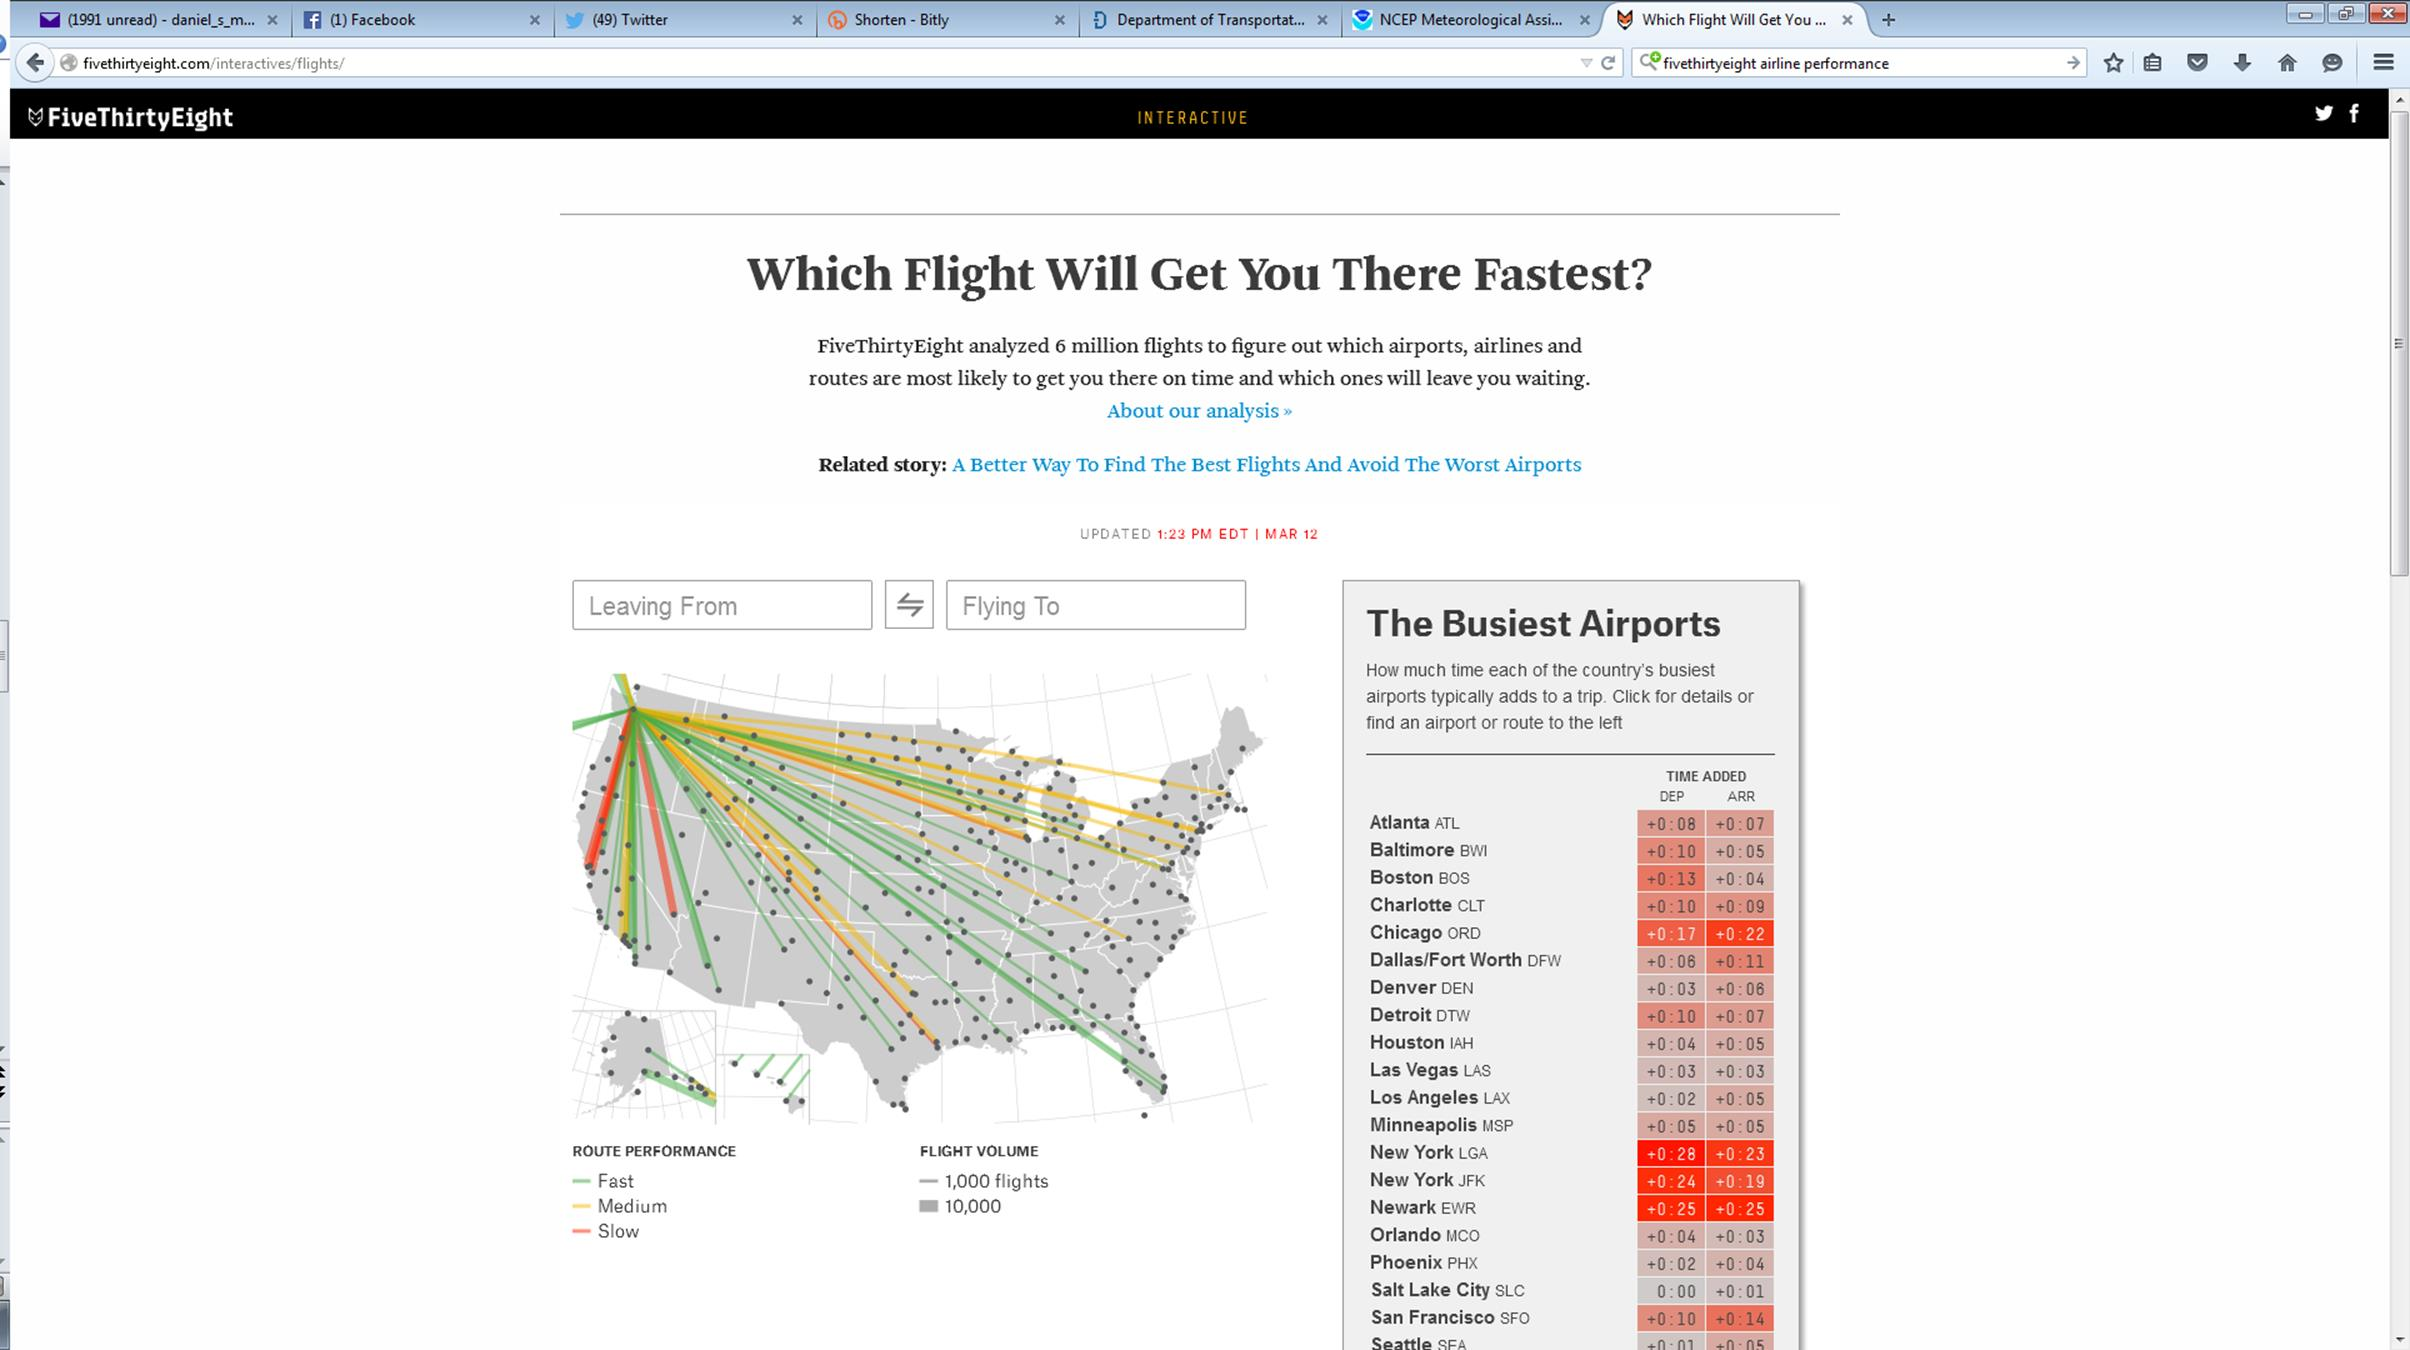 (1991 unread) - daniel_s_m...
(1) Facebook
(49) Twitter
Shorten - Bitly
Department of Transportat...
NCEP Meteorological Assi...
Which Flight Will Get You ...
fivethirtyeight.com/interactives/flights/
fivethirtyeight airline performance
FiveThirtyEight
INTERACTIVE
Which Flight Will Get You There Fastest?
FiveThirtyEight analyzed 6 million flights to figure out which airports, airlines and
routes are most likely to get you there on time and which ones will leave you waiting.
About our analysis »
Related story: A Better Way To Find The Best Flights And Avoid The Worst Airports
UPDATED 1:23 PM EDT | MAR 12
Leaving From
Flying To
ROUTE PERFORMANCE
Fast
Medium
Slow
FLIGHT VOLUME
1,000 flights
10,000
The Busiest Airports
How much time each of the country's busiest
airports typically adds to a trip. Click for details or
find an airport or route to the left
TIME ADDED
DEP ARR
Atlanta ATL +0:08 +0:07
Baltimore BWI +0:10 +0:05
Boston BOS +0:13 +0:04
Charlotte CLT +0:10 +0:09
Chicago ORD +0:17 +0:22
Dallas/Fort Worth DFW +0:06 +0:11
Denver DEN +0:03 +0:06
Detroit DTW +0:10 +0:07
Houston IAH +0:04 +0:05
Las Vegas LAS +0:03 +0:03
Los Angeles LAX +0:02 +0:05
Minneapolis MSP +0:05 +0:05
New York LGA +0:28 +0:23
New York JFK +0:24 +0:19
Newark EWR +0:25 +0:25
Orlando MCO +0:04 +0:03
Phoenix PHX +0:02 +0:04
Salt Lake City SLC 0:00 +0:01
San Francisco SFO +0:10 +0:14
Seattle SEA +0:01 +0:05